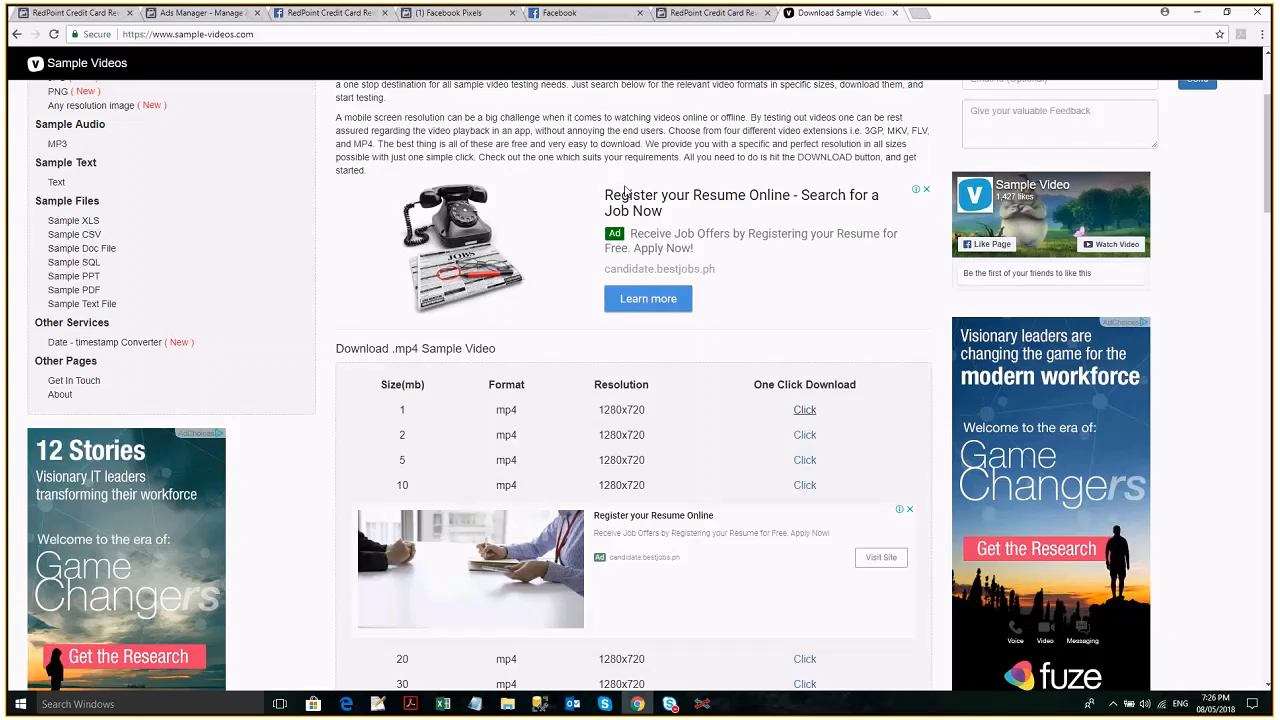 RedPoint Credit Card Rev
Ads Manager - Manage
RedPoint Credit Card Rev
(1) Facebook Pixels
Facebook
RedPoint Credit Card Rev
Download Sample Video
Secure
https://www.sample-videos.com
Sample Videos
PNG ( New )
Any resolution image ( New )
Sample Audio
MP3
Sample Text
Text
Sample Files
Sample XLS
Sample CSV
Sample Doc File
Sample SQL
Sample PPT
Sample PDF
Sample Text File
Other Services
Date - timestamp Converter ( New )
Other Pages
Get In Touch
About
AdChoices
12 Stories
Visionary IT leaders
transforming their workforce
Welcome to the era of:
Game
Changers
Get the Research
a one stop destination for all sample video testing needs. Just search below for the relevant video formats in specific sizes, download them, and
start testing.
An off-screen resolution can be a big challenge when it comes to watching videos online or offline. By testing out videos one can be rest
assured regarding the video playback in an app, without annoying the end users. Choose from four different video extensions i.e. 3GP, MKV, FLV,
and MP4. The best thing is all of these are free and very easy to download. We provide you with a specific and perfect resolution in all sizes
possible with just one simple click. Check out the one which suits your requirements. All you need to do is hit the DOWNLOAD button, and get
started.
JOBS
Register your Resume Online - Search for a
Job Now
Ad Receive Job Offers by Registering your Resume for
Free. Apply Now!
candidate.bestjobs.ph
Learn more
Download .mp4 Sample Video
Size(mb) Format Resolution One Click Download
1 mp4 1280x720 Click
2 mp4 1280x720 Click
5 mp4 1280x720 Click
10 mp4 1280x720 Click
Register your Resume Online
Receive Job Offers by Registering your Resume for Free. Apply Now!
Ad candidate.bestjobs.ph
Visit Site
20 mp4 1280x720 Click
30 mp4 1280x720 Click
Give your valuable Feedback
Sample Video
1,427 likes
Like Page
Watch Video
Be the first of your friends to like this
AdChoices
Visionary leaders are
changing the game for the
modern workforce
Welcome to the era of:
Game
Changers
Get the Research
Voice Video Messaging
fuze
Search Windows
ENG
7:26 PM
08/05/2018